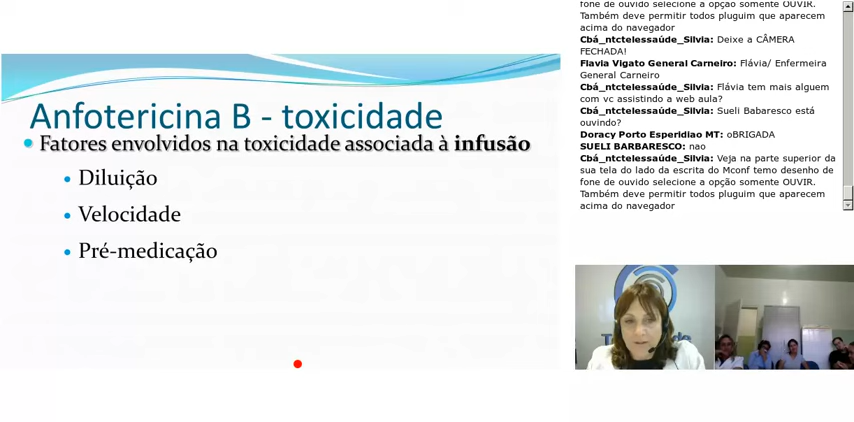 Anfotericina B - toxicidade
Fatores envolvidos na toxicidade associada à infusão
Diluição
Velocidade
Pré-medicação
fone de ouvido selecione a opção somente OUVIR.
Também deve permitir todos pluguim que aparecem
acima do navegador
Cbá_ntctelessaúde_Silvia: Deixe a CÂMERA
FECHADA!
Flavia Vigato General Carneiro: Flávia/ Enfermeira
General Carneiro
Cbá_ntctelessaúde_Silvia: Flávia tem mais alguem
com vc assistindo a web aula?
Cbá_ntctelessaúde_Silvia: Sueli Babaresco está
ouvindo?
Doracy Porto Esperidiao MT: oBRIGADA
SUELI BARBARESCO: nao
Cbá_ntctelessaúde_Silvia: Veja na parte superior da
sua tela do lado da escrita do Mconf temo desenho de
fone de ouvido selecione a opção somente OUVIR.
Também deve permitir todos pluguim que aparecem
acima do navegador